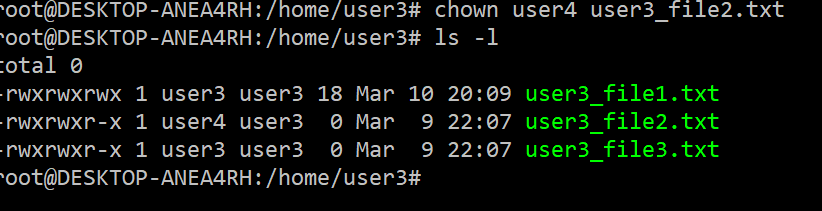 root@DESKTOP-ANEA4RH:/home/user3# chown user4 user3_file2.txt
root@DESKTOP-ANEA4RH:/home/user3# ls -l
total 0
-rwxrwxrwx 1 user3 user3 18 Mar 10 20:09 user3_file1.txt
-rwxrwxr-x 1 user4 user3  0 Mar  9 22:07 user3_file2.txt
-rwxrwxr-x 1 user3 user3  0 Mar  9 22:07 user3_file3.txt
root@DESKTOP-ANEA4RH:/home/user3#